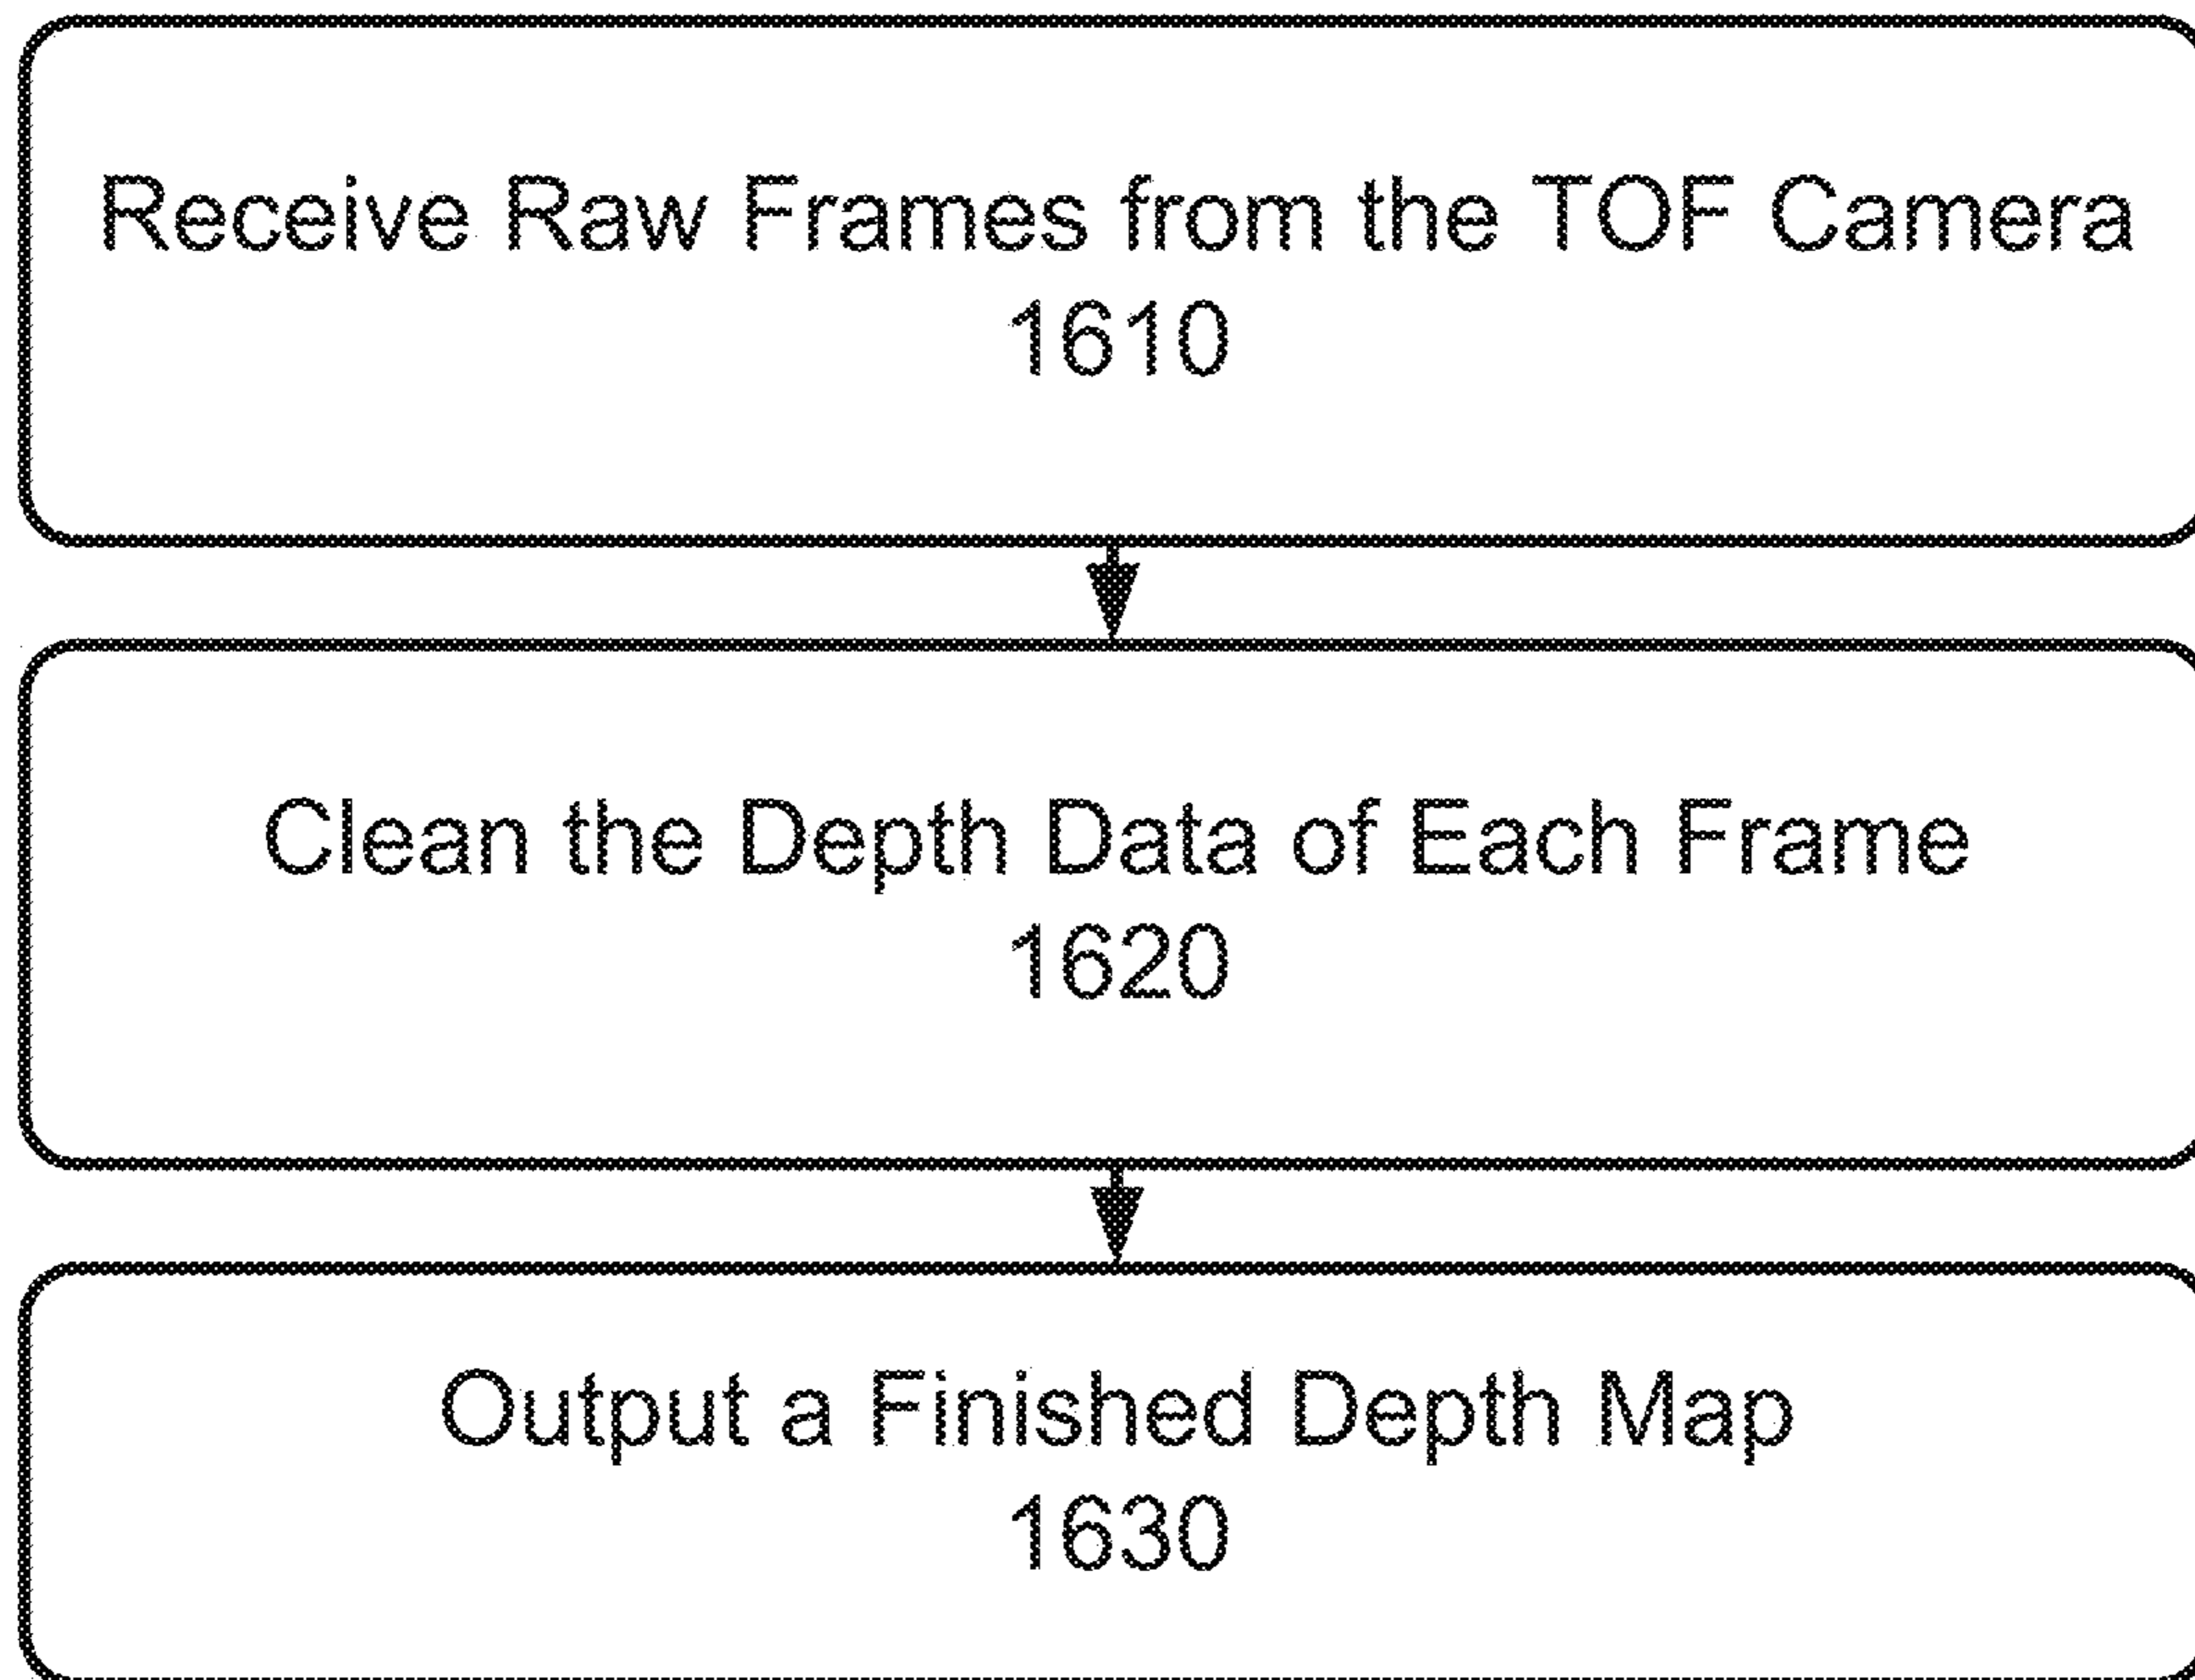 Receive Raw Frames from the TOF Camera
1610
Clean the Depth Data of Each Frame
1620
Output a Finished Depth Map
1630